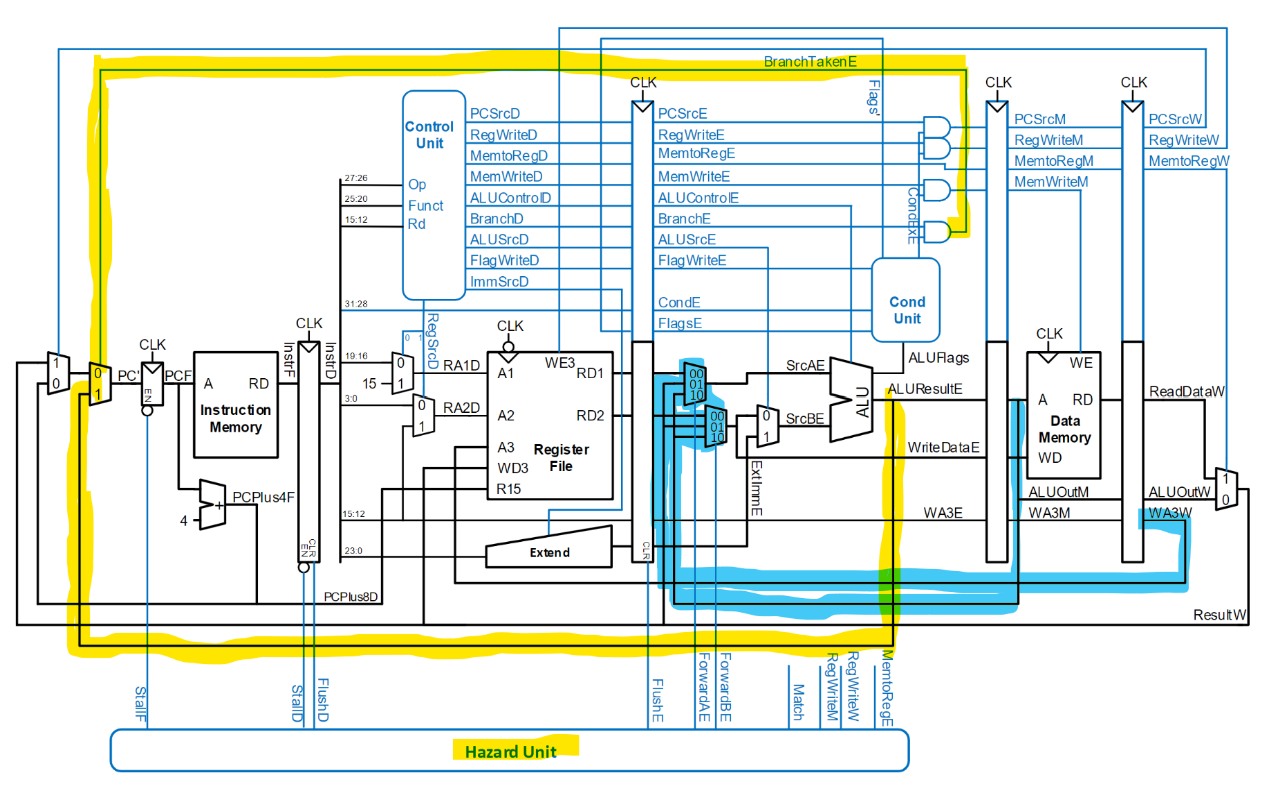 BranchTakenE
CLK
CLK
CLK
Flags'
Control
Unit
PCSrcD
RegWriteD
MemtoRegD
MemWriteD
ALUControlD
BranchD
ALUSrcD
FlagWriteD
ImmSrcD
PCSrcE
RegWriteE
MemtoRegE
MemWriteE
ALUControlE
BranchE
ALUSrcE
FlagWriteE
CondE
FlagsE
PCSrcM
RegWriteM
MemtoRegM
MemWriteM
PCSrcW
RegWriteW
MemtoRegW
27:26
Op
25:20
Funct
15:12
Rd
CondExE
Cond
Unit
31:28
RegSrcD
0 1
CLK
CLK
CLK
CLK
InstrF
InstrD
1
0
0
1
PC'
EN
PCF
A RD
Instruction
Memory
19:16
0
1
15
RA1D
3:0
0
1
RA2D
A1
WE3
RD1
A2
RD2
A3
WD3
R15
Register
File
00
01
10
00
01
10
SrcAE
0
1
SrcBE
ALU
ALUFlags
ALUResultE
WE
A RD
Data
Memory
WD
ReadDataW
WriteDataE
ExtImmE
ALUOutM
ALUOutW
1
0
PCPlus4F
4
+
15:12
WA3E
WA3M
WA3W
23:0
Extend
CLR
EN
CLR
PCPlus8D
ResultW
StallF
StallD
FlushD
FlushE
ForwardAE
ForwardBE
Match
RegWriteM
RegWriteW
MemtoRegE
Hazard Unit